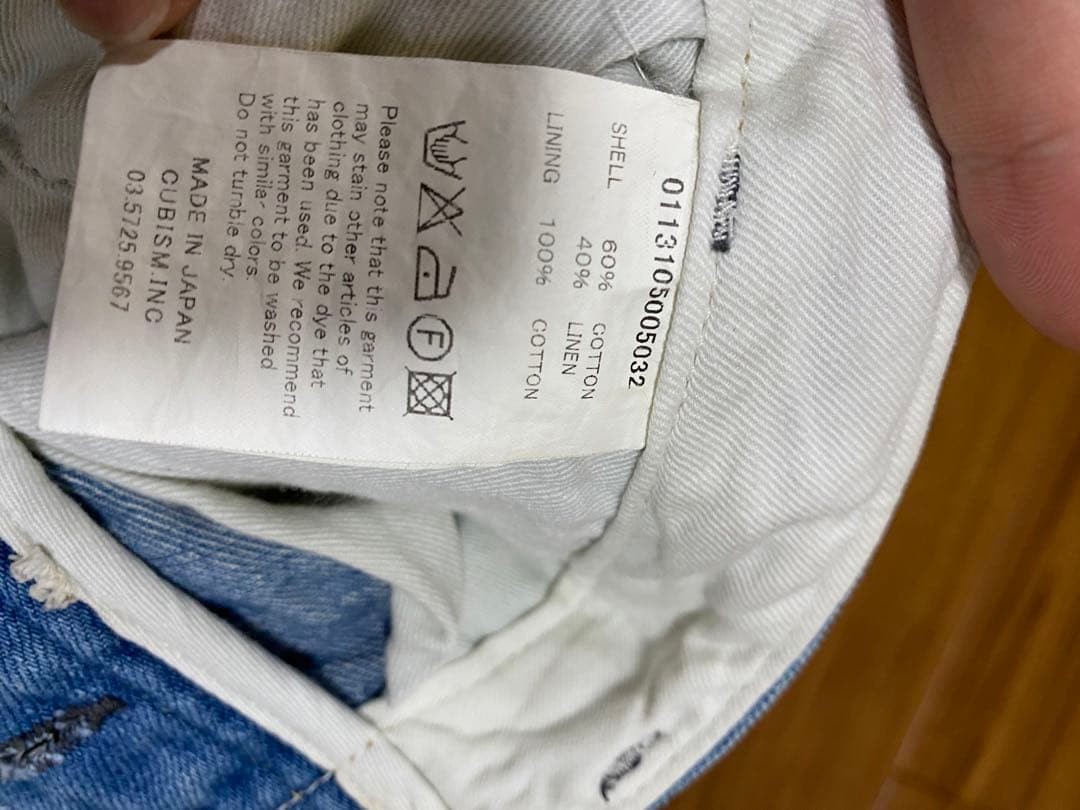 0113105005032
SHELL 60% COTTON
40% LINEN
LINING 100% COTTON
F
Please note that this garment
may stain other articles of
clothing due to the dye that
has been used. We recommend
this garment to be washed
with similar colors.
Do not tumble dry.
MADE IN JAPAN
CUBISM.INC
03.5725.9567